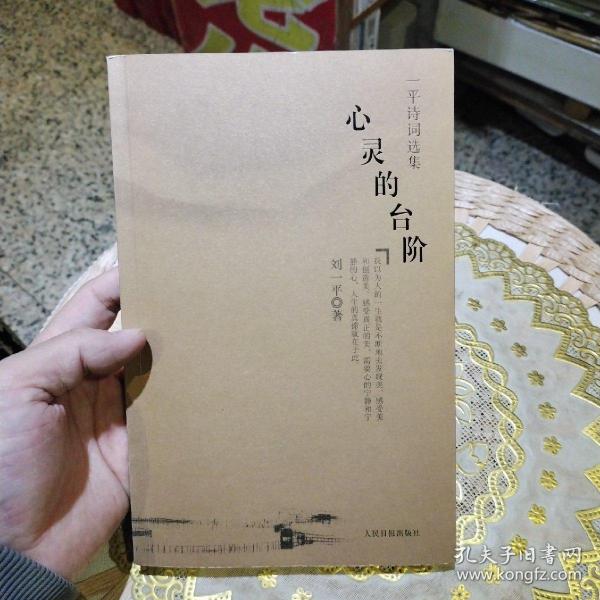 一平诗词选集
心灵的台阶
刘一平◎著
我以为人的一生就是不断地去发现美、感受美
和创造美。感受真正的美，需要心的宁静和宁
静的心，人生的真谛就在于此
人民日报出版社
孔夫子旧书网
www.kongfz.com